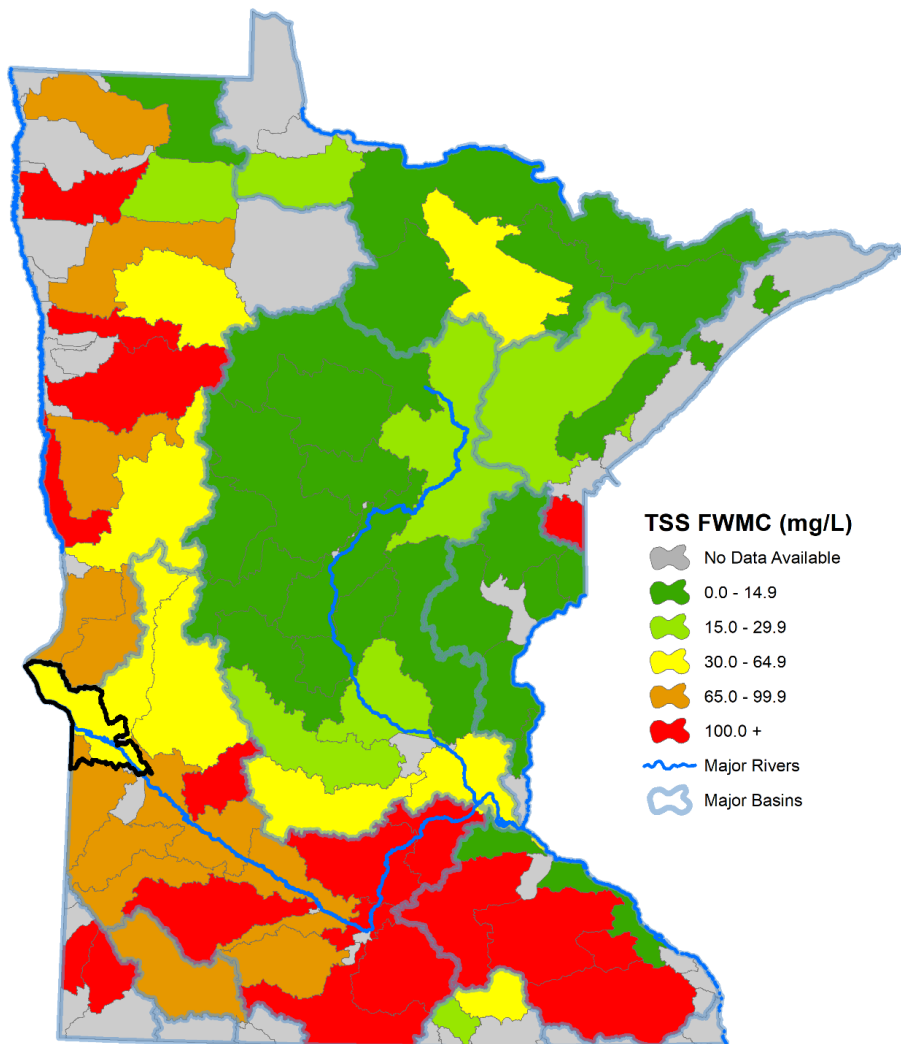 TSS FWMC (mg/L)
No Data Available
0.0 - 14.9
15.0 - 29.9
30.0 - 64.9
65.0 - 99.9
100.0 +
Major Rivers
Major Basins